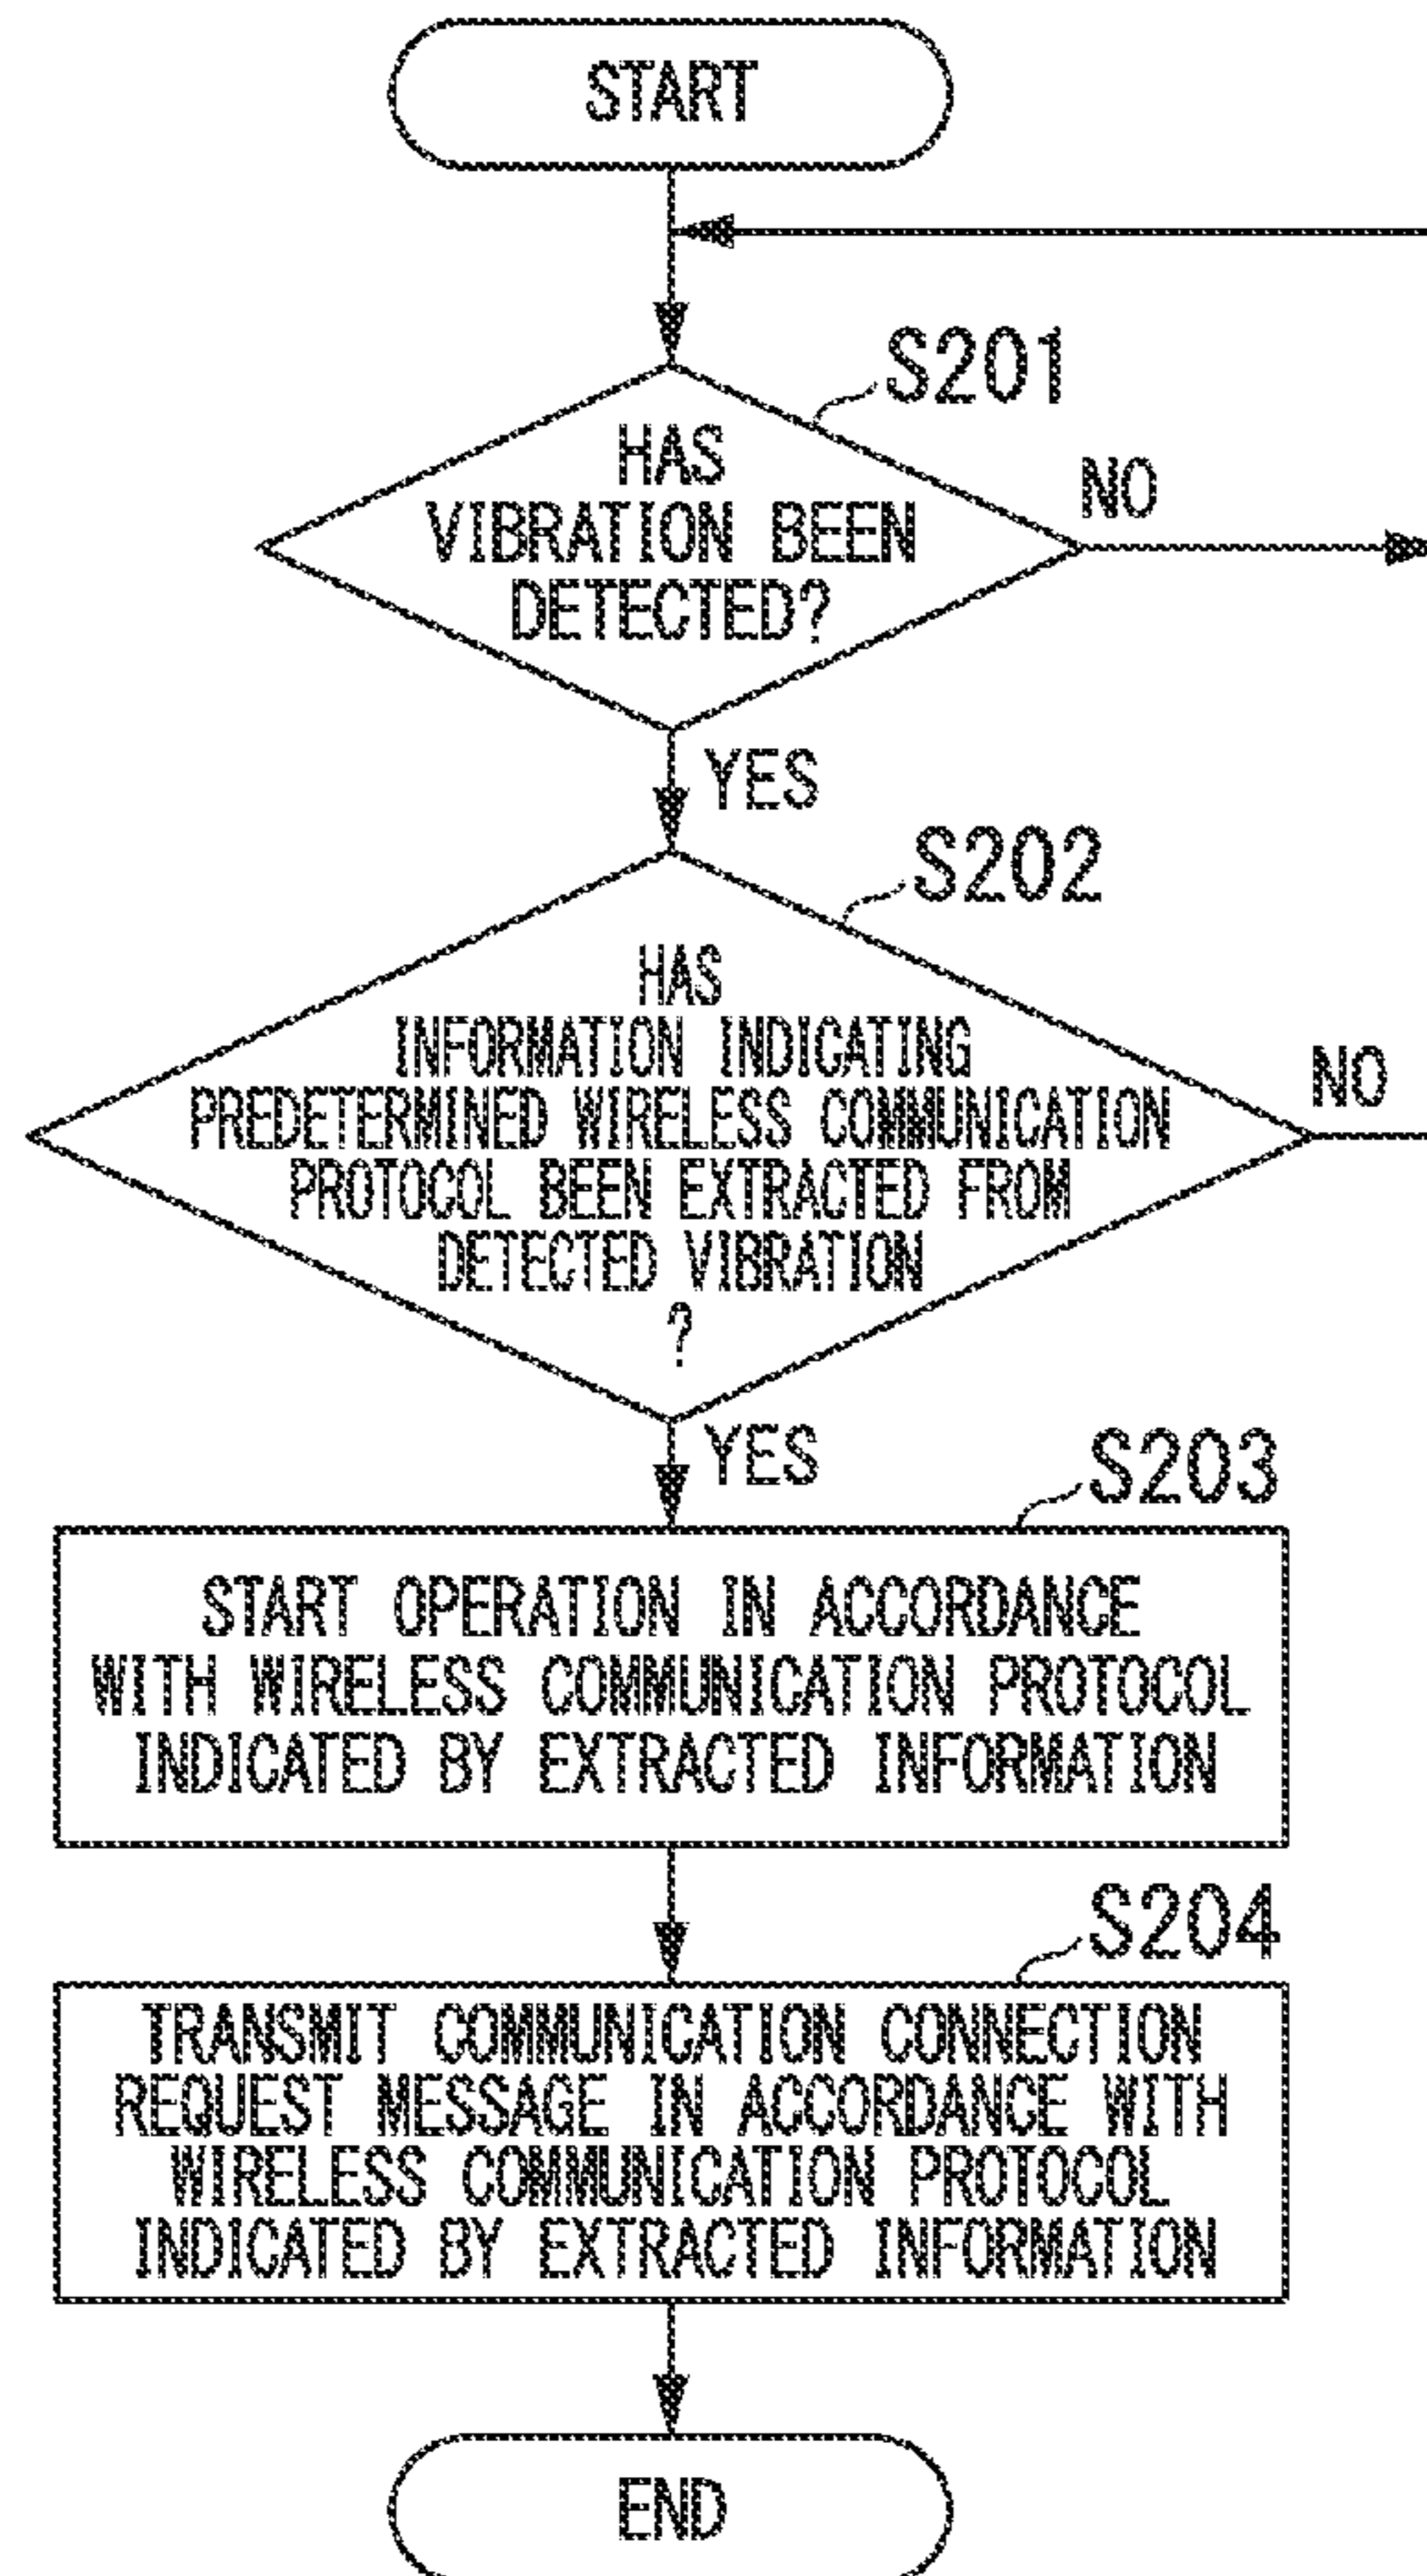 START
S201
HAS
VIBRATION BEEN
DETECTED?
NO
YES
S202
HAS
INFORMATION INDICATING
PREDETERMINED WIRELESS COMMUNICATION
PROTOCOL BEEN EXTRACTED FROM
DETECTED VIBRATION
?
NO
YES
S203
START OPERATION IN ACCORDANCE
WITH WIRELESS COMMUNICATION PROTOCOL
INDICATED BY EXTRACTED INFORMATION
S204
TRANSMIT COMMUNICATION CONNECTION
REQUEST MESSAGE IN ACCORDANCE WITH
WIRELESS COMMUNICATION PROTOCOL
INDICATED BY EXTRACTED INFORMATION
END